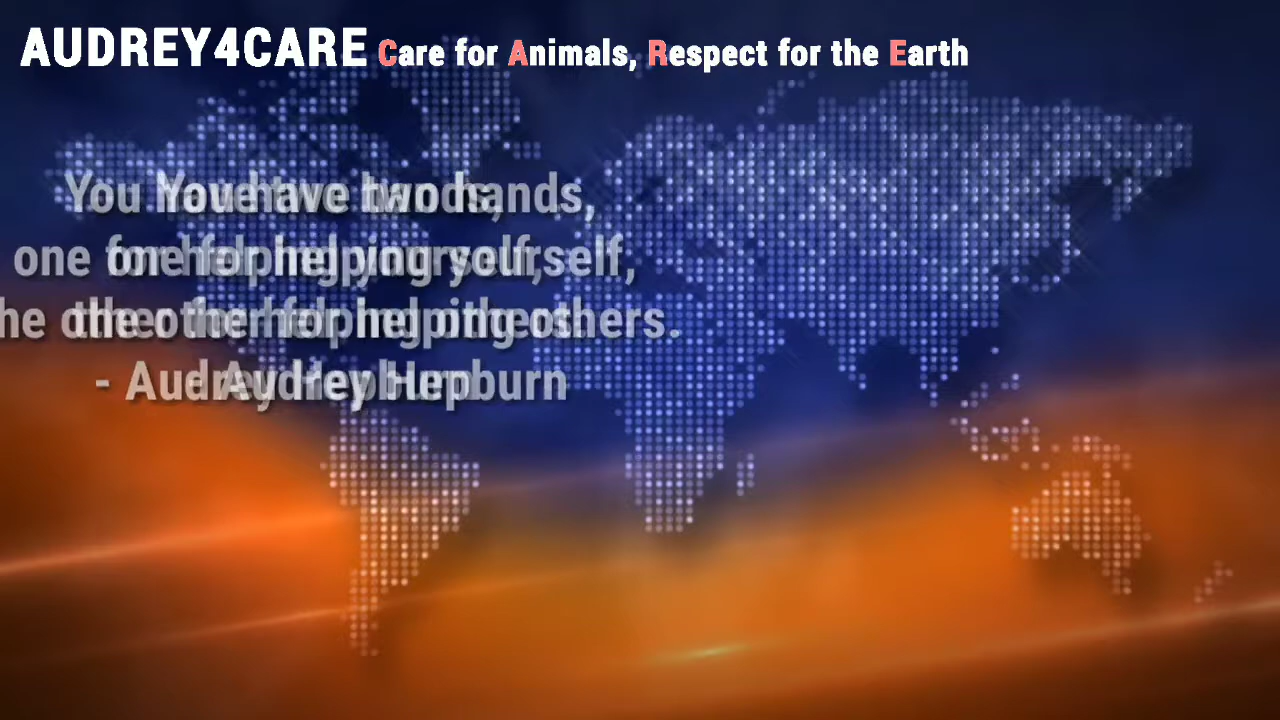 AUDREY4CARE Care for Animals, Respect for the Earth
You have two hands,
one for helping yourself,
the other for helping others.
- Audrey Hepburn